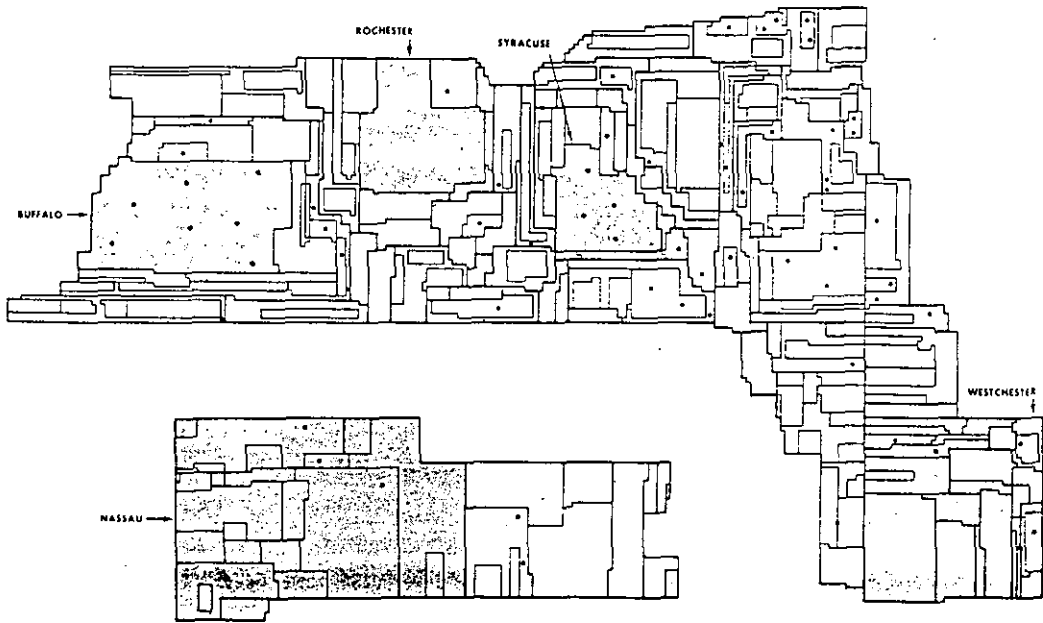 ROCHESTER
SYRACUSE
BUFFALO
WESTCHESTER
NASSAU